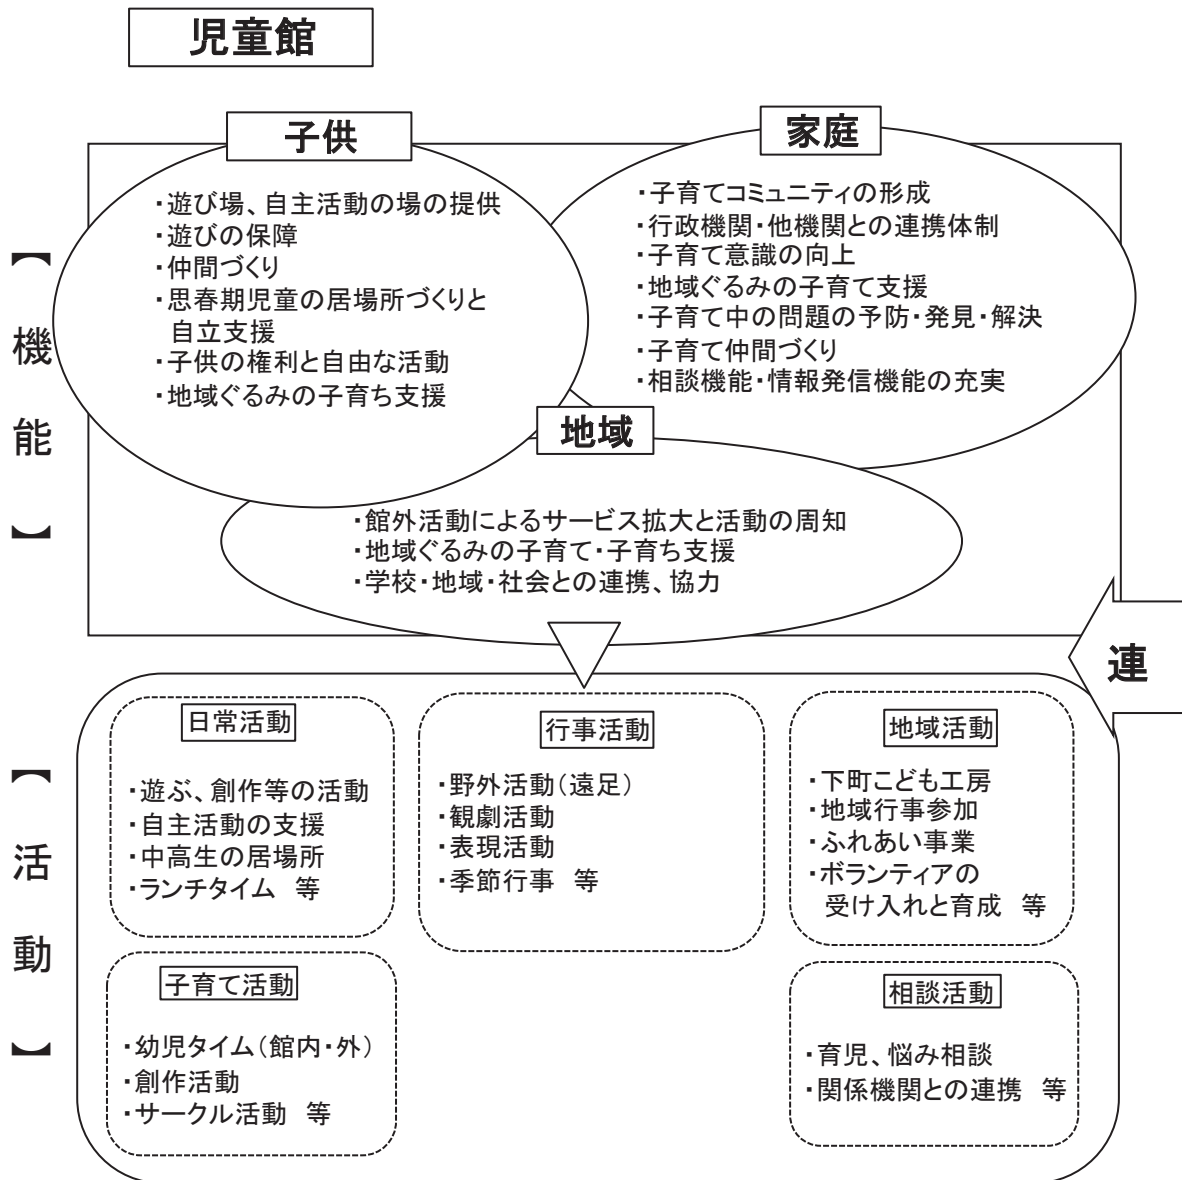 児童館
【機能】
子供
・遊び場、自主活動の場の提供
・遊びの保障
・仲間づくり
・思春期児童の居場所づくりと
自立支援
・子供の権利と自由な活動
・地域ぐるみの子育ち支援
家庭
・子育てコミュニティの形成
・行政機関・他機関との連携体制
・子育て意識の向上
・地域ぐるみの子育て支援
・子育て中の問題の予防・発見・解決
・子育て仲間づくり
・相談機能・情報発信機能の充実
地域
・館外活動によるサービス拡大と活動の周知
・地域ぐるみの子育て・子育ち支援
・学校・地域・社会との連携、協力
連
【活動】
日常活動
・遊ぶ、創作等の活動
・自主活動の支援
・中高生の居場所
・ランチタイム 等
行事活動
・野外活動(遠足)
・観劇活動
・表現活動
・季節行事 等
地域活動
・下町こども工房
・地域行事参加
・ふれあい事業
・ボランティアの
受け入れと育成 等
子育て活動
・幼児タイム(館内・外)
・創作活動
・サークル活動 等
相談活動
・育児、悩み相談
・関係機関との連携 等